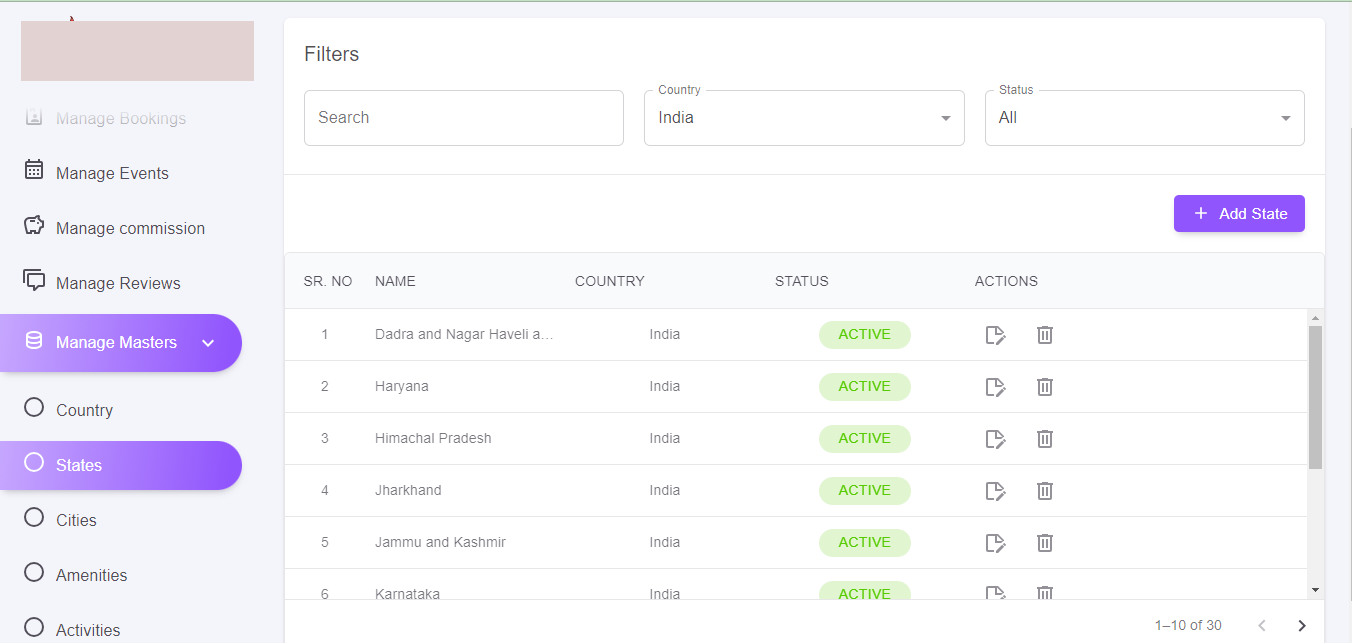 Manage Bookings
Manage Events
Manage commission
Manage Reviews
Manage Masters
Country
States
Cities
Amenities
Activities
Filters
Search
Country
India
Status
All
+ Add State
SR. NO NAME COUNTRY STATUS ACTIONS
1 Dadra and Nagar Haveli a... India ACTIVE
2 Haryana India ACTIVE
3 Himachal Pradesh India ACTIVE
4 Jharkhand India ACTIVE
5 Jammu and Kashmir India ACTIVE
6 Karnataka India ACTIVE
1–10 of 30